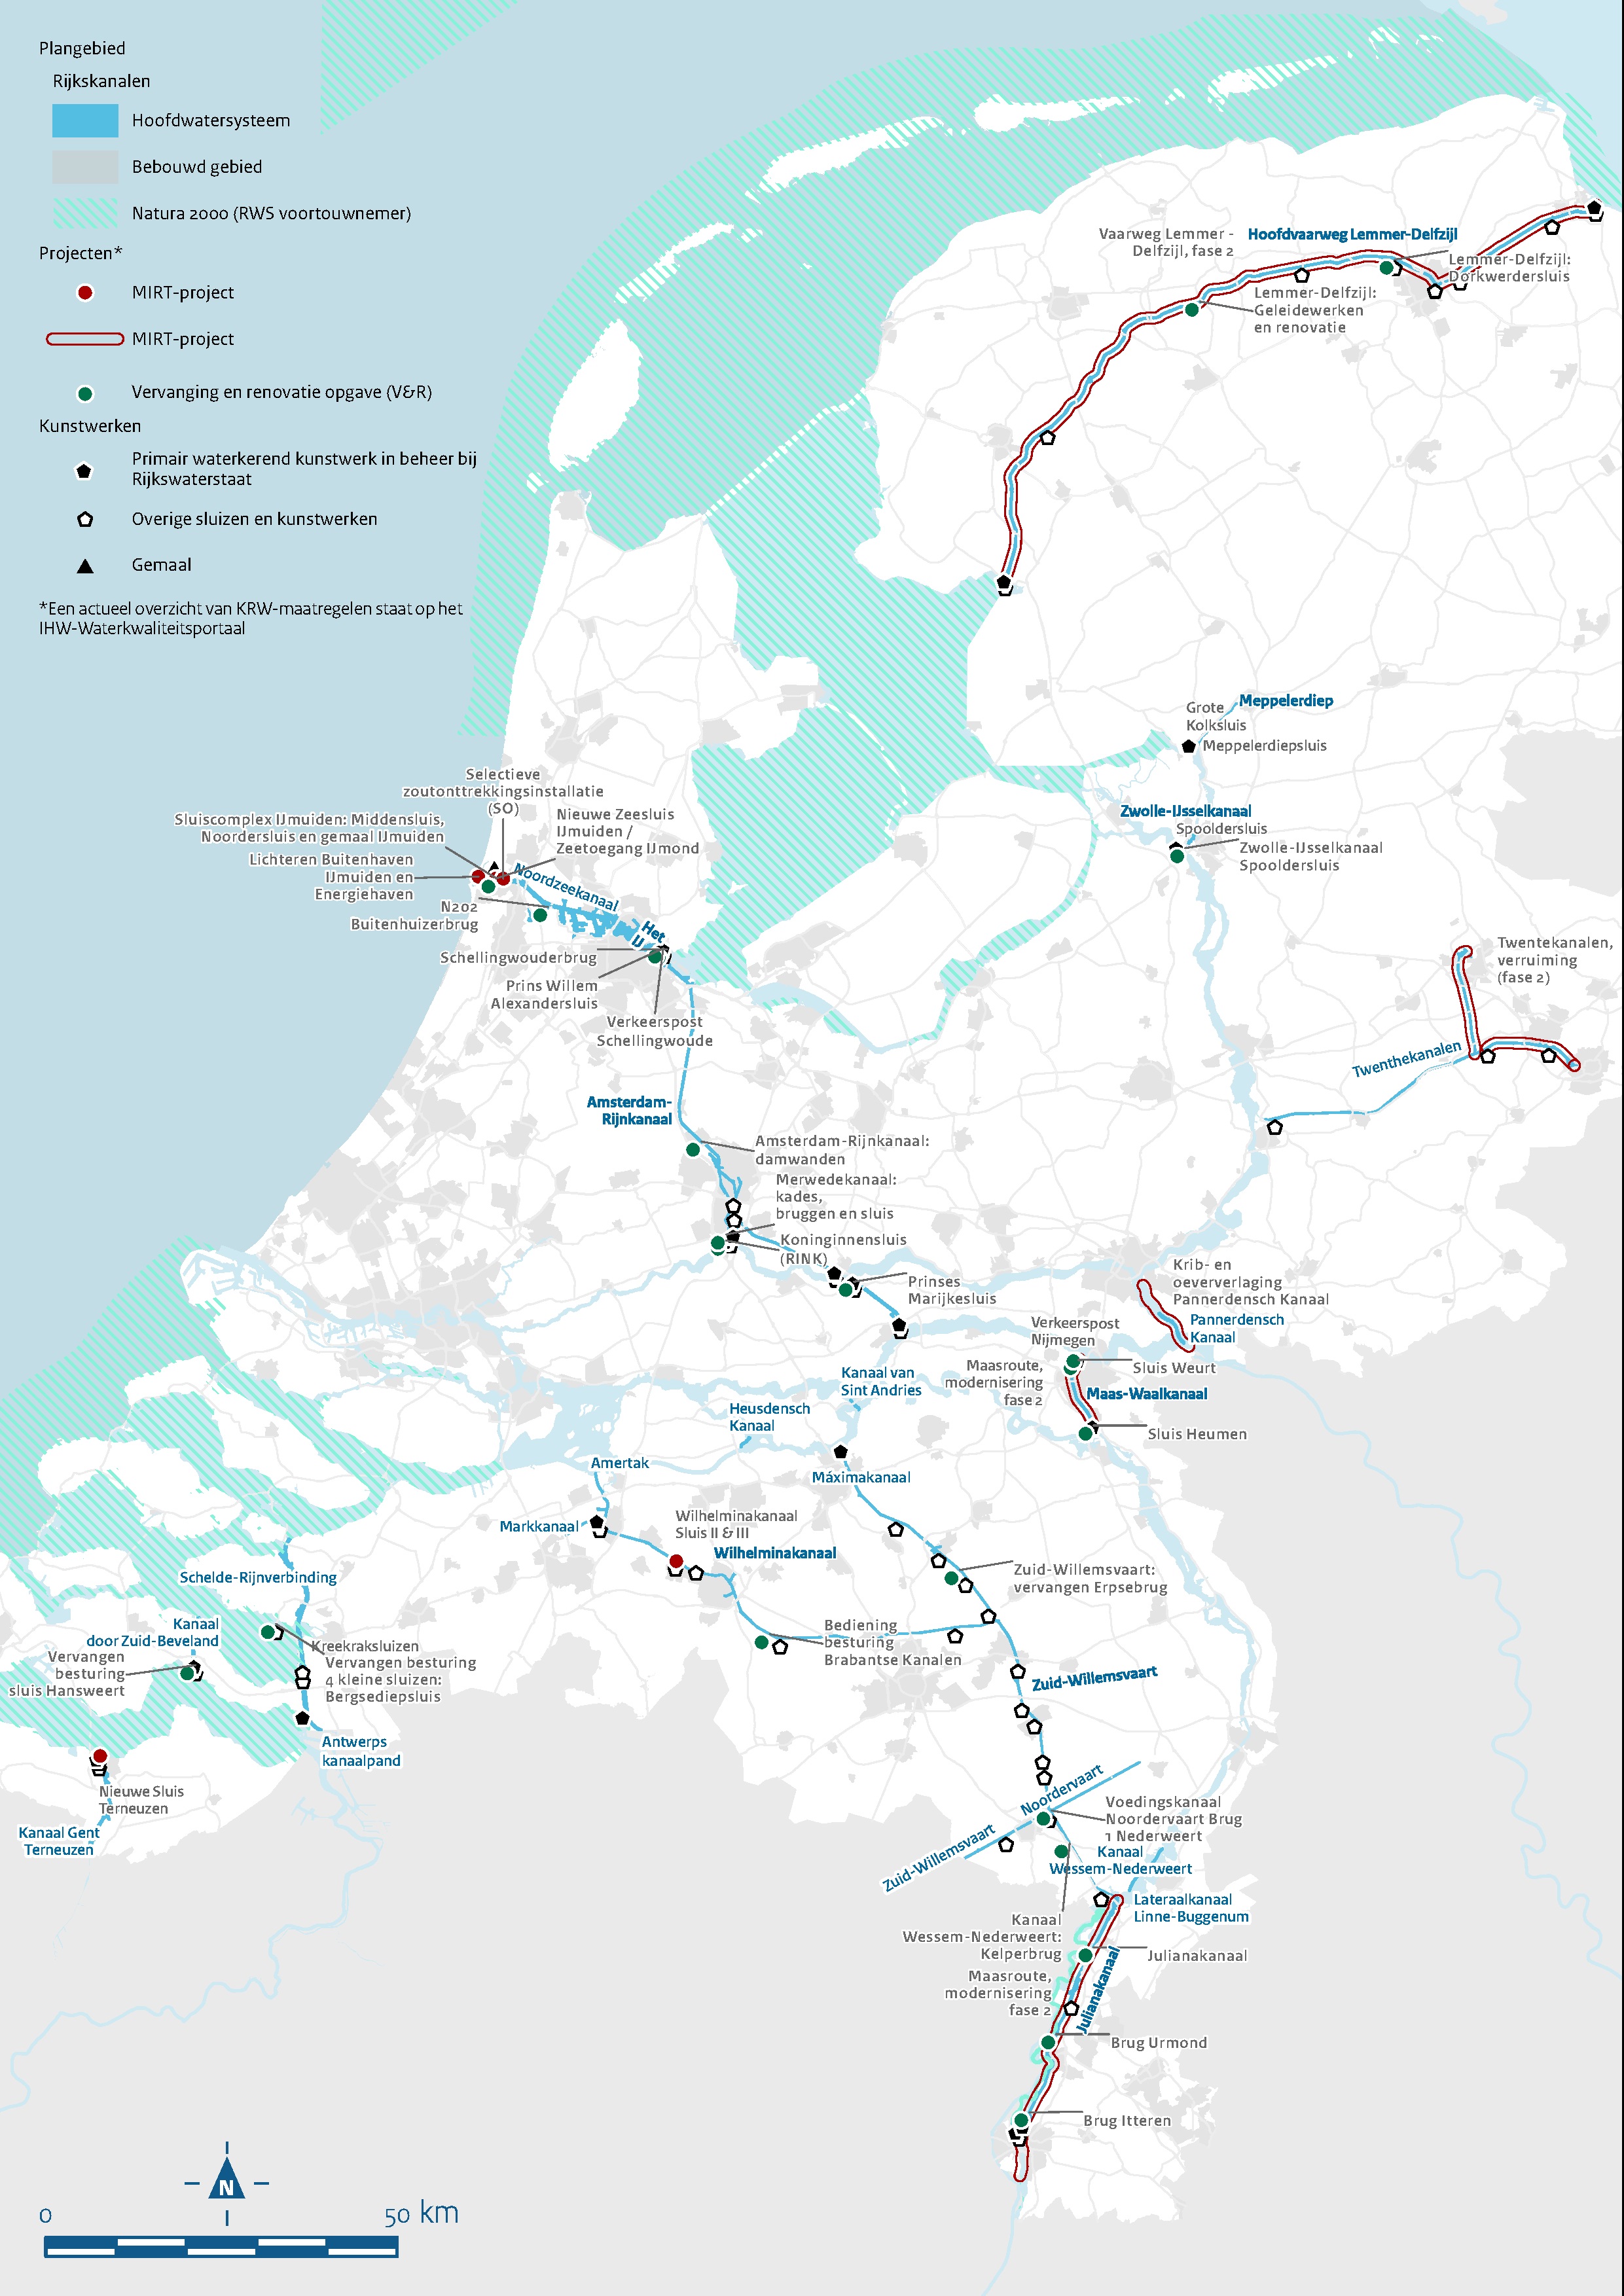 Plangebied
Rijkskanalen
Hoofdwatersysteem
Bebouwd gebied
Natura 2000 (RWS voortouwnemer)
Projecten*
MIRT-project
MIRT-project
Vervanging en renovatie opgave (V&R)
Kunstwerken
Primair waterkerend kunstwerk in beheer bij
Rijkswaterstaat
Overige sluizen en kunstwerken
Gemaal
*Een actueel overzicht van KRW-maatregelen staat op het
IHW-Waterkwaliteitsportaal
Vaarweg Lemmer -
Delfzijl, fase 2
Hoofdvaarweg Lemmer-Delfzijl
Lemmer-Delfzijl:
Dorkwerdersluis
Lemmer-Delfzijl:
Geleidewerken
en renovatie
Meppelerdiep
Grote
Kolksluis
Meppelerdiepsluis
Zwolle-IJsselkanaal
Spooldersluis
Zwolle-IJsselkanaal
Spooldersluis
Selectieve
zoutonttrekkingsinstallatie
(SO)
Sluiscomplex IJmuiden: Middensluis,
Noordersluis en gemaal IJmuiden
Nieuwe Zeesluis
IJmuiden /
Zeetoegang IJmond
Lichteren Buitenhaven
IJmuiden en
Energiehaven
Noordzeekanaal
N202
Buitenhuizerbrug
Het
IJ
Schellingwouderbrug
Prins Willem
Alexandersluis
Verkeerspost
Schellingwoude
Twentekanalen,
verruiming
(fase 2)
Twenthekanalen
Amsterdam-
Rijnkanaal
Amsterdam-Rijnkanaal:
damwanden
Merwedekanaal:
kades,
bruggen en sluis
Koninginnensluis
(RINK)
Prinses
Marijkesluis
Krib- en
oeververlaging
Pannerdensch Kanaal
Pannerdensch
Kanaal
Verkeerspost
Nijmegen
Sluis Weurt
Maasroute,
modernisering
fase 2
Maas-Waalkanaal
Sluis Heumen
Kanaal van
Sint Andries
Heusdensch
Kanaal
Máximakanaal
Amertak
Markkanaal
Wilhelminakanaal
Sluis II & III
Wilhelminakanaal
Zuid-Willemsvaart:
vervangen Erpsebrug
Schelde-Rijnverbinding
Kanaal
door Zuid-Beveland
Vervangen
besturing
sluis Hansweert
Kreekraksluizen
Vervangen besturing
4 kleine sluizen:
Bergsediepsluis
Bediening
besturing
Brabantse Kanalen
Zuid-Willemsvaart
Antwerps
kanaalpand
Nieuwe Sluis
Terneuzen
Kanaal Gent
Terneuzen
Noordervaart
Voedingskanaal
Noordervaart Brug
1 Nederweert
Zuid-Willemsvaart
Kanaal
Wessem-Nederweert
Lateraalkanaal
Linne-Buggenum
Kanaal
Wessem-Nederweert:
Kelperbrug
Julianakanaal
Maasroute,
modernisering
fase 2
Julianakanaal
Brug Urmond
Brug Itteren
N
0 50 km